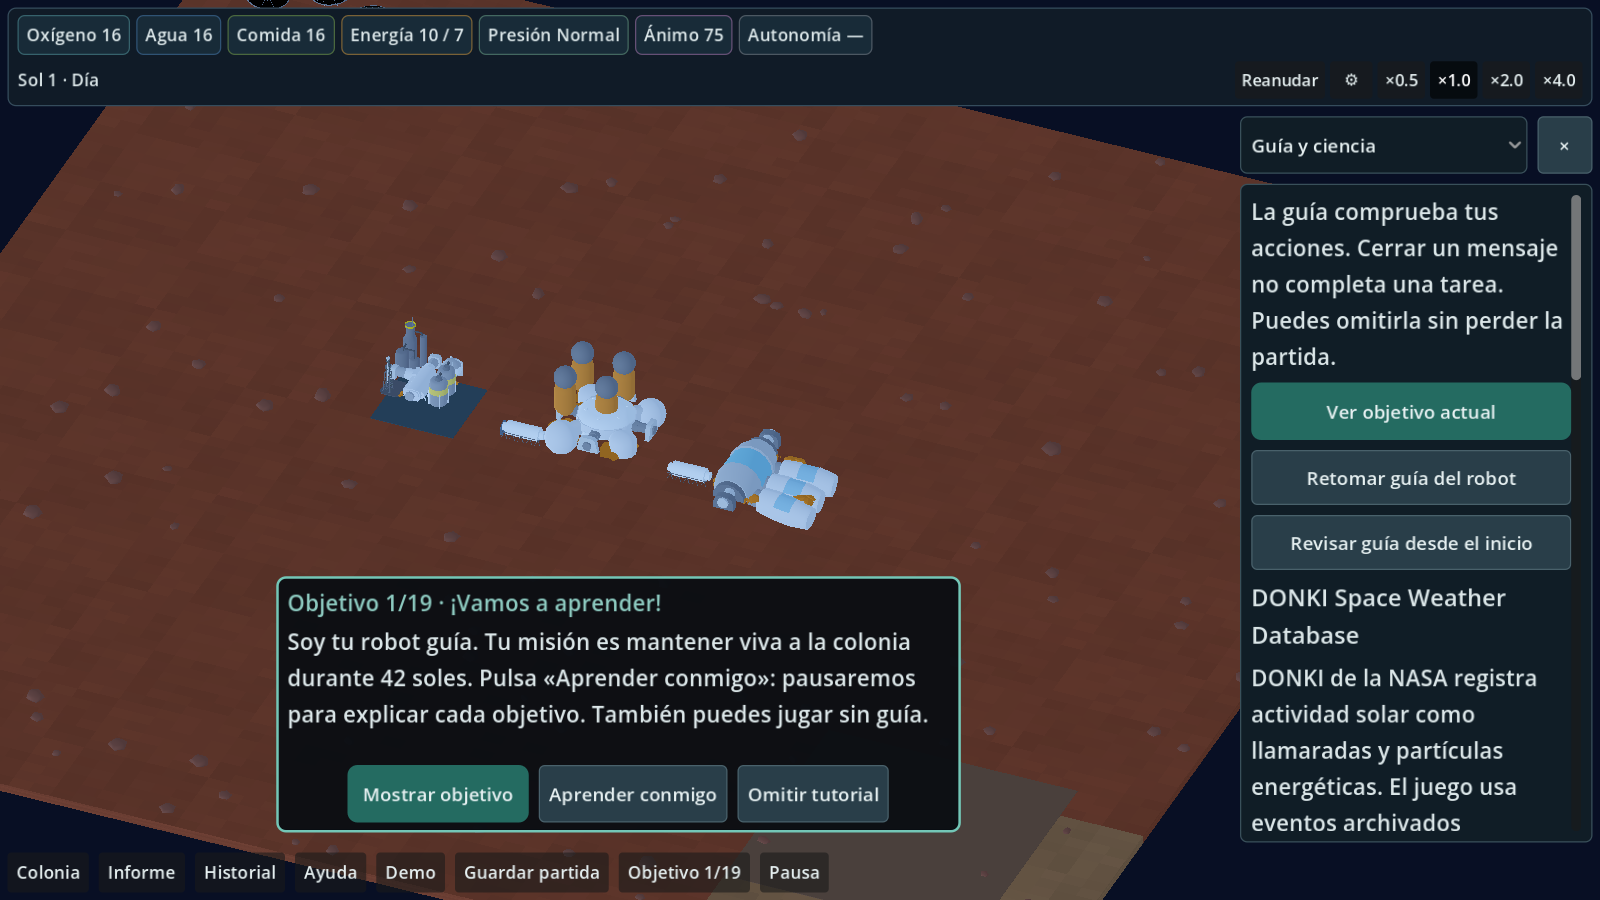 Oxígeno 16 Agua 16 Comida 16 Energía 10 / 7 Presión Normal Ánimo 75 Autonomía —
Sol 1 · Día
Reanudar ⚙ ×0.5 ×1.0 ×2.0 ×4.0
Guía y ciencia ×
La guía comprueba tus
acciones. Cerrar un mensaje
no completa una tarea.
Puedes omitirla sin perder la
partida.
Ver objetivo actual
Retomar guía del robot
Revisar guía desde el inicio
DONKI Space Weather
Database
DONKI de la NASA registra
actividad solar como
llamaradas y partículas
energéticas. El juego usa
eventos archivados
Objetivo 1/19 · ¡Vamos a aprender!
Soy tu robot guía. Tu misión es mantener viva a la colonia
durante 42 soles. Pulsa «Aprender conmigo»: pausaremos
para explicar cada objetivo. También puedes jugar sin guía.
Mostrar objetivo Aprender conmigo Omitir tutorial
Colonia Informe Historial Ayuda Demo Guardar partida Objetivo 1/19 Pausa